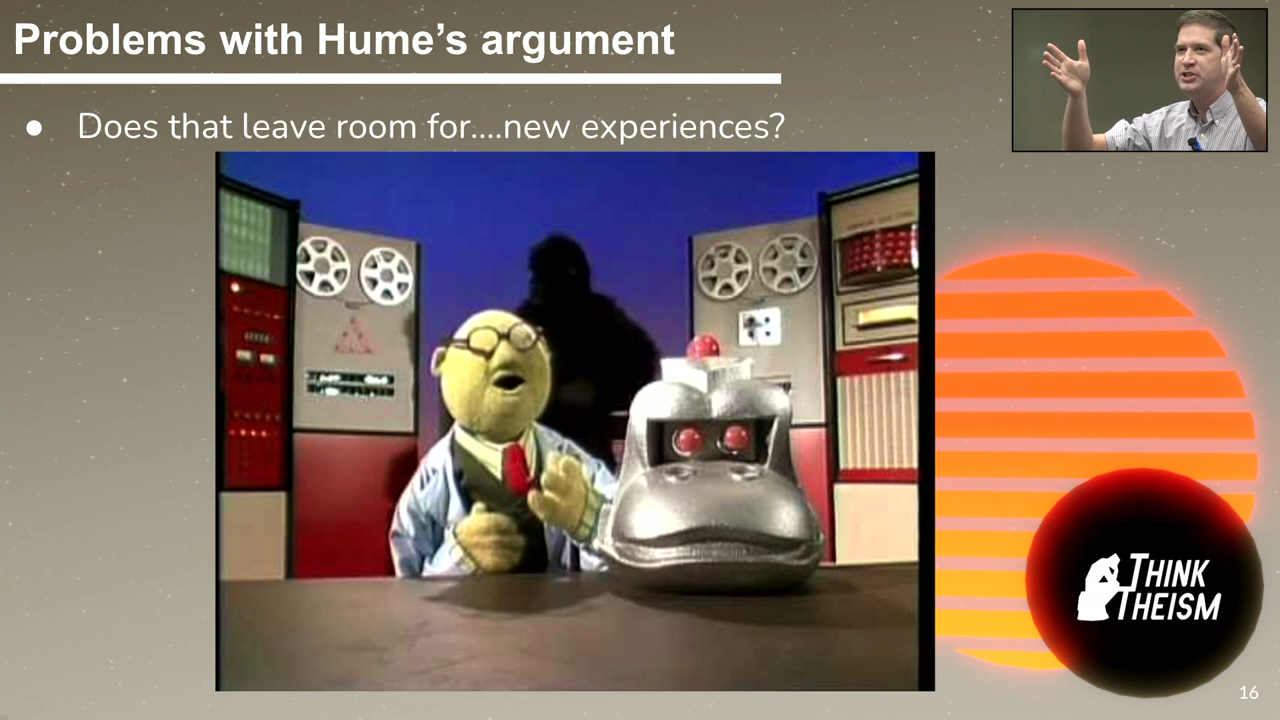 Problems with Hume's argument
● Does that leave room for....new experiences?
THINK
THEISM
16